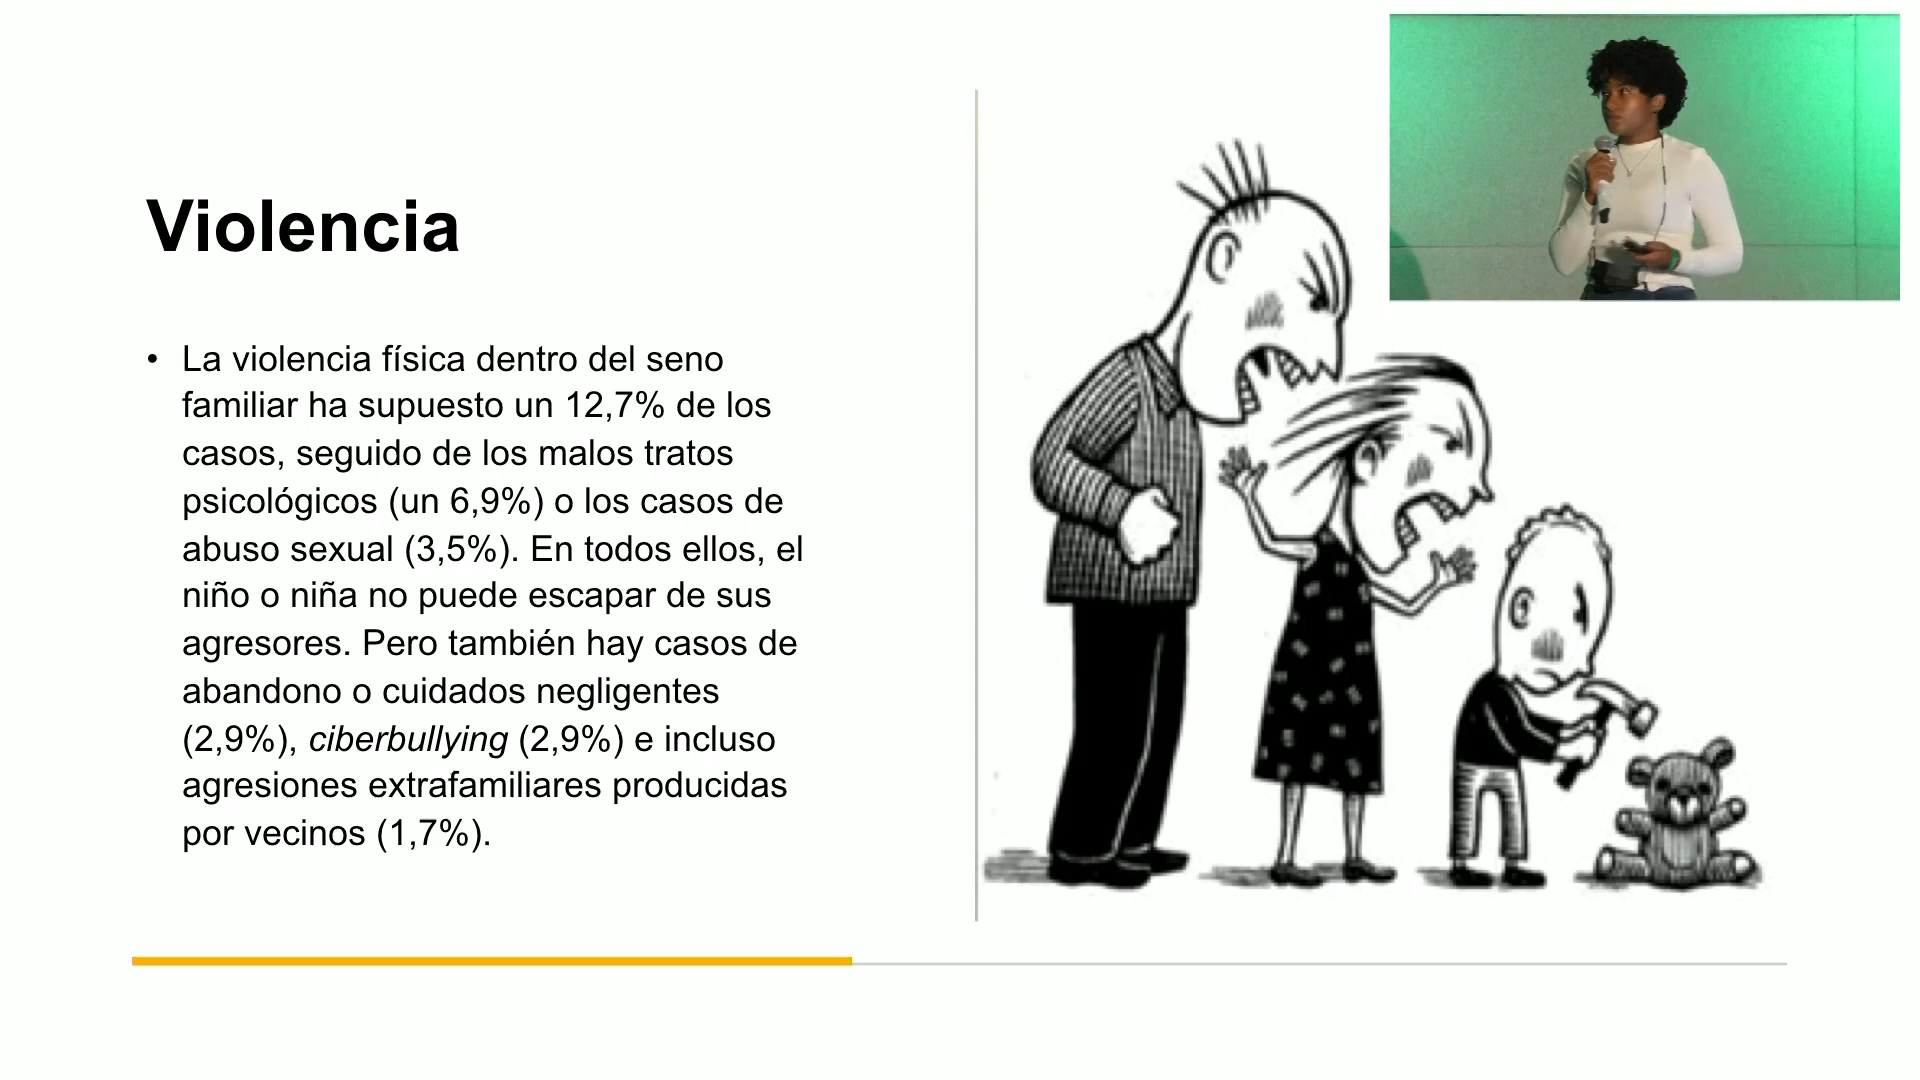 Violencia
• La violencia física dentro del seno
familiar ha supuesto un 12,7% de los
casos, seguido de los malos tratos
psicológicos (un 6,9%) o los casos de
abuso sexual (3,5%). En todos ellos, el
niño o niña no puede escapar de sus
agresores. Pero también hay casos de
abandono o cuidados negligentes
(2,9%), ciberbullying (2,9%) e incluso
agresiones extrafamiliares producidas
por vecinos (1,7%).